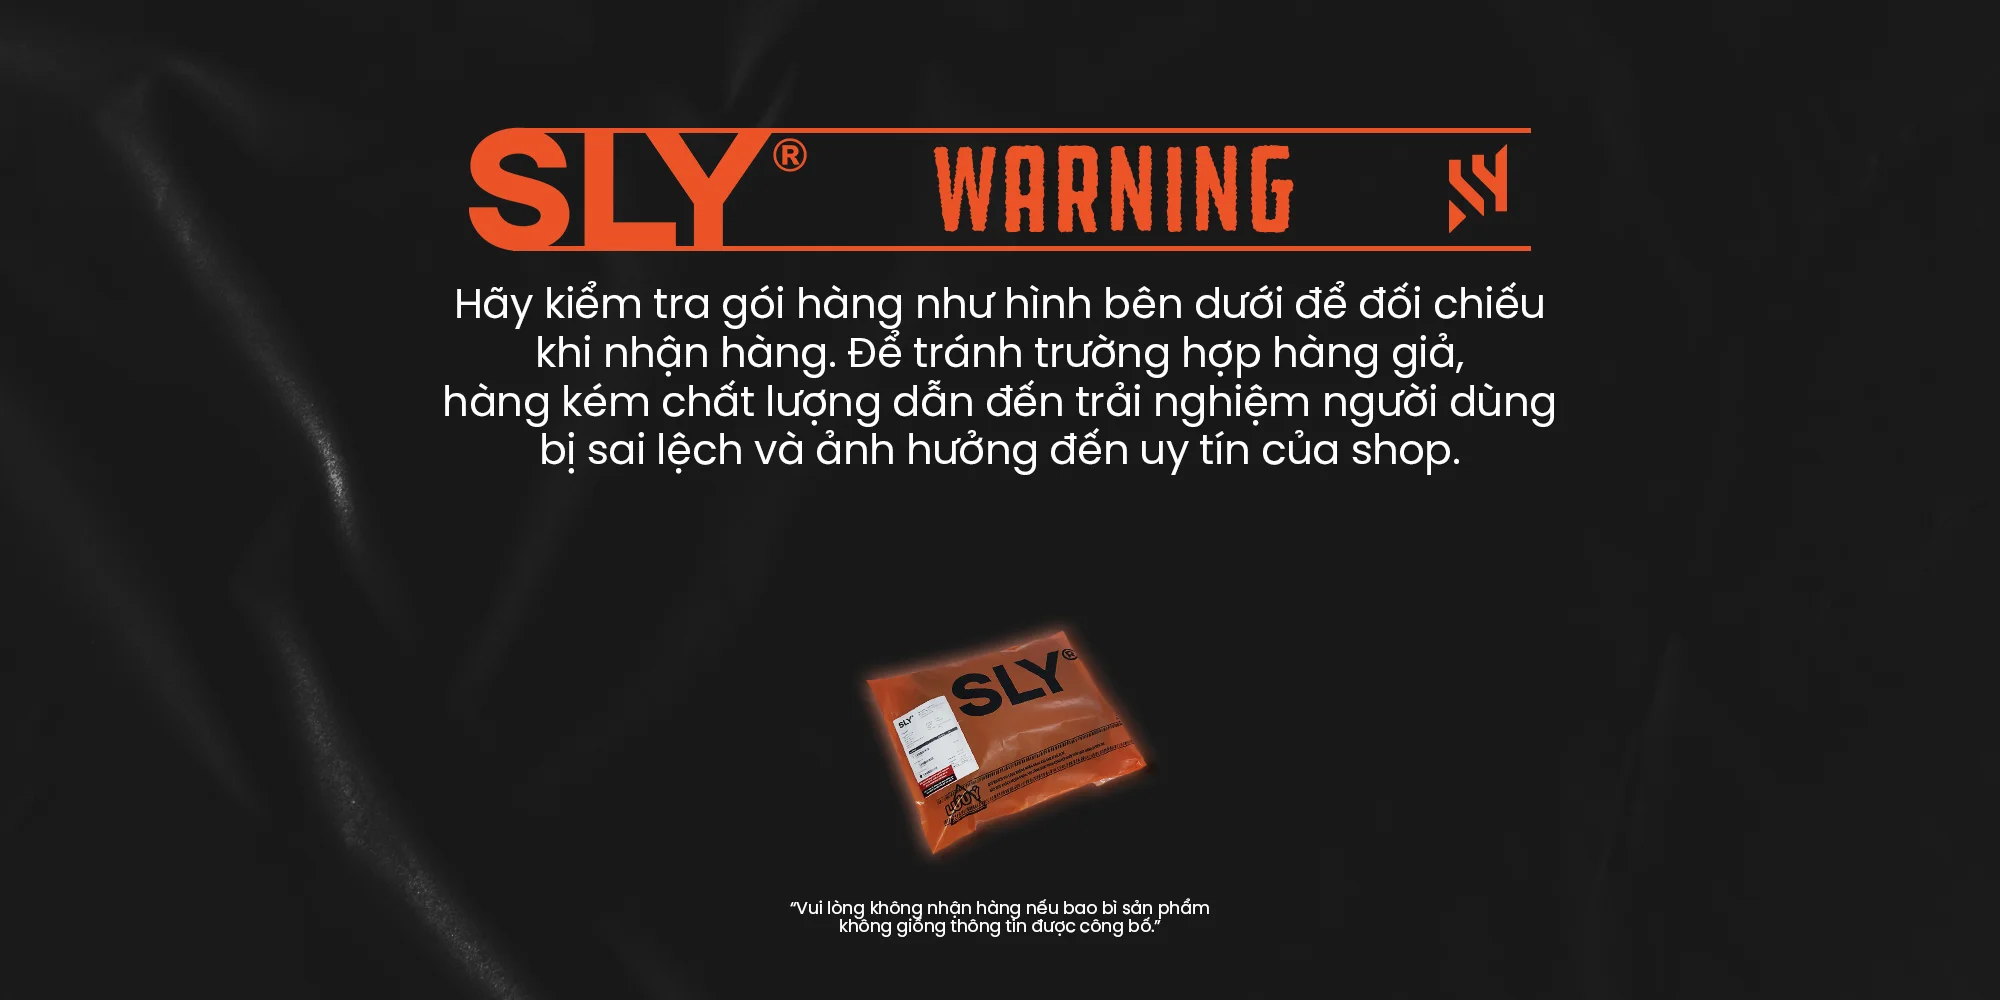 SLY® WARNING
Hãy kiểm tra gói hàng như hình bên dưới để đối chiếu
khi nhận hàng. Để tránh trường hợp hàng giả,
hàng kém chất lượng dẫn đến trải nghiệm người dùng
bị sai lệch và ảnh hưởng đến uy tín của shop.
SLY®
SLY
“Vui lòng không nhận hàng nếu bao bì sản phẩm
không giống thông tin được công bố.”